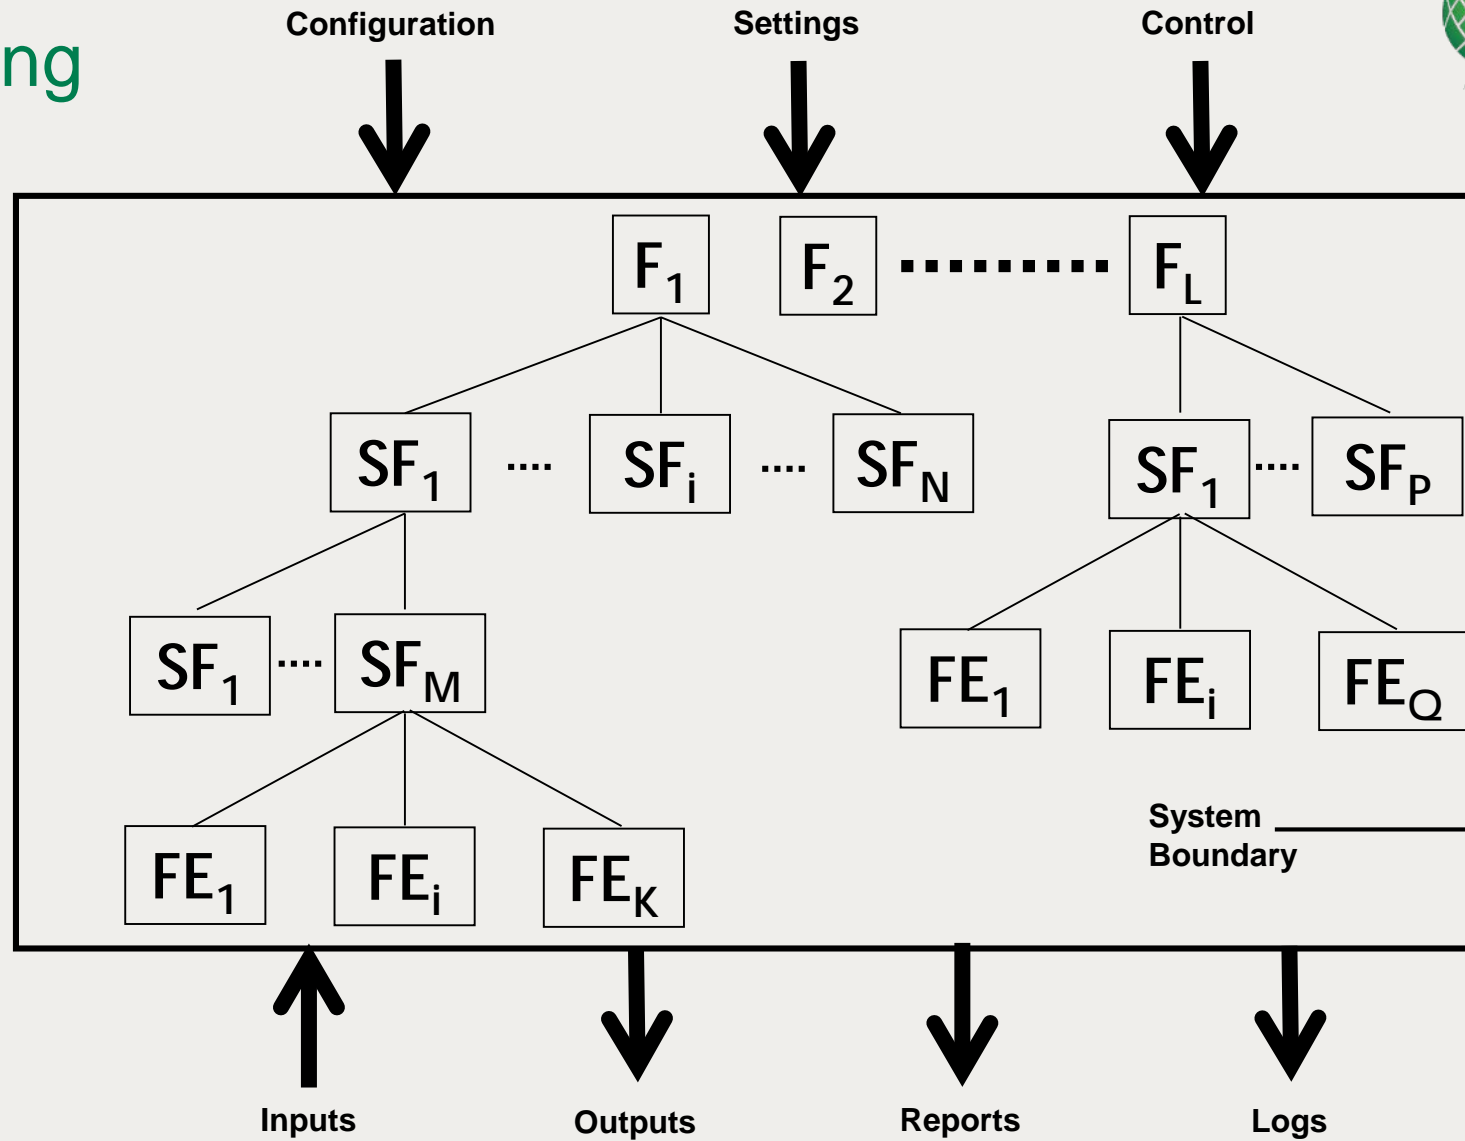 Configuration Settings Control
ng
F1 F2 ......... FL
SF1 .... SFi .... SFN SF1 .... SFP
SF1 .... SFM FE1 FEi FEQ
System
Boundary
FE1 FEi FEK
Inputs Outputs Reports Logs